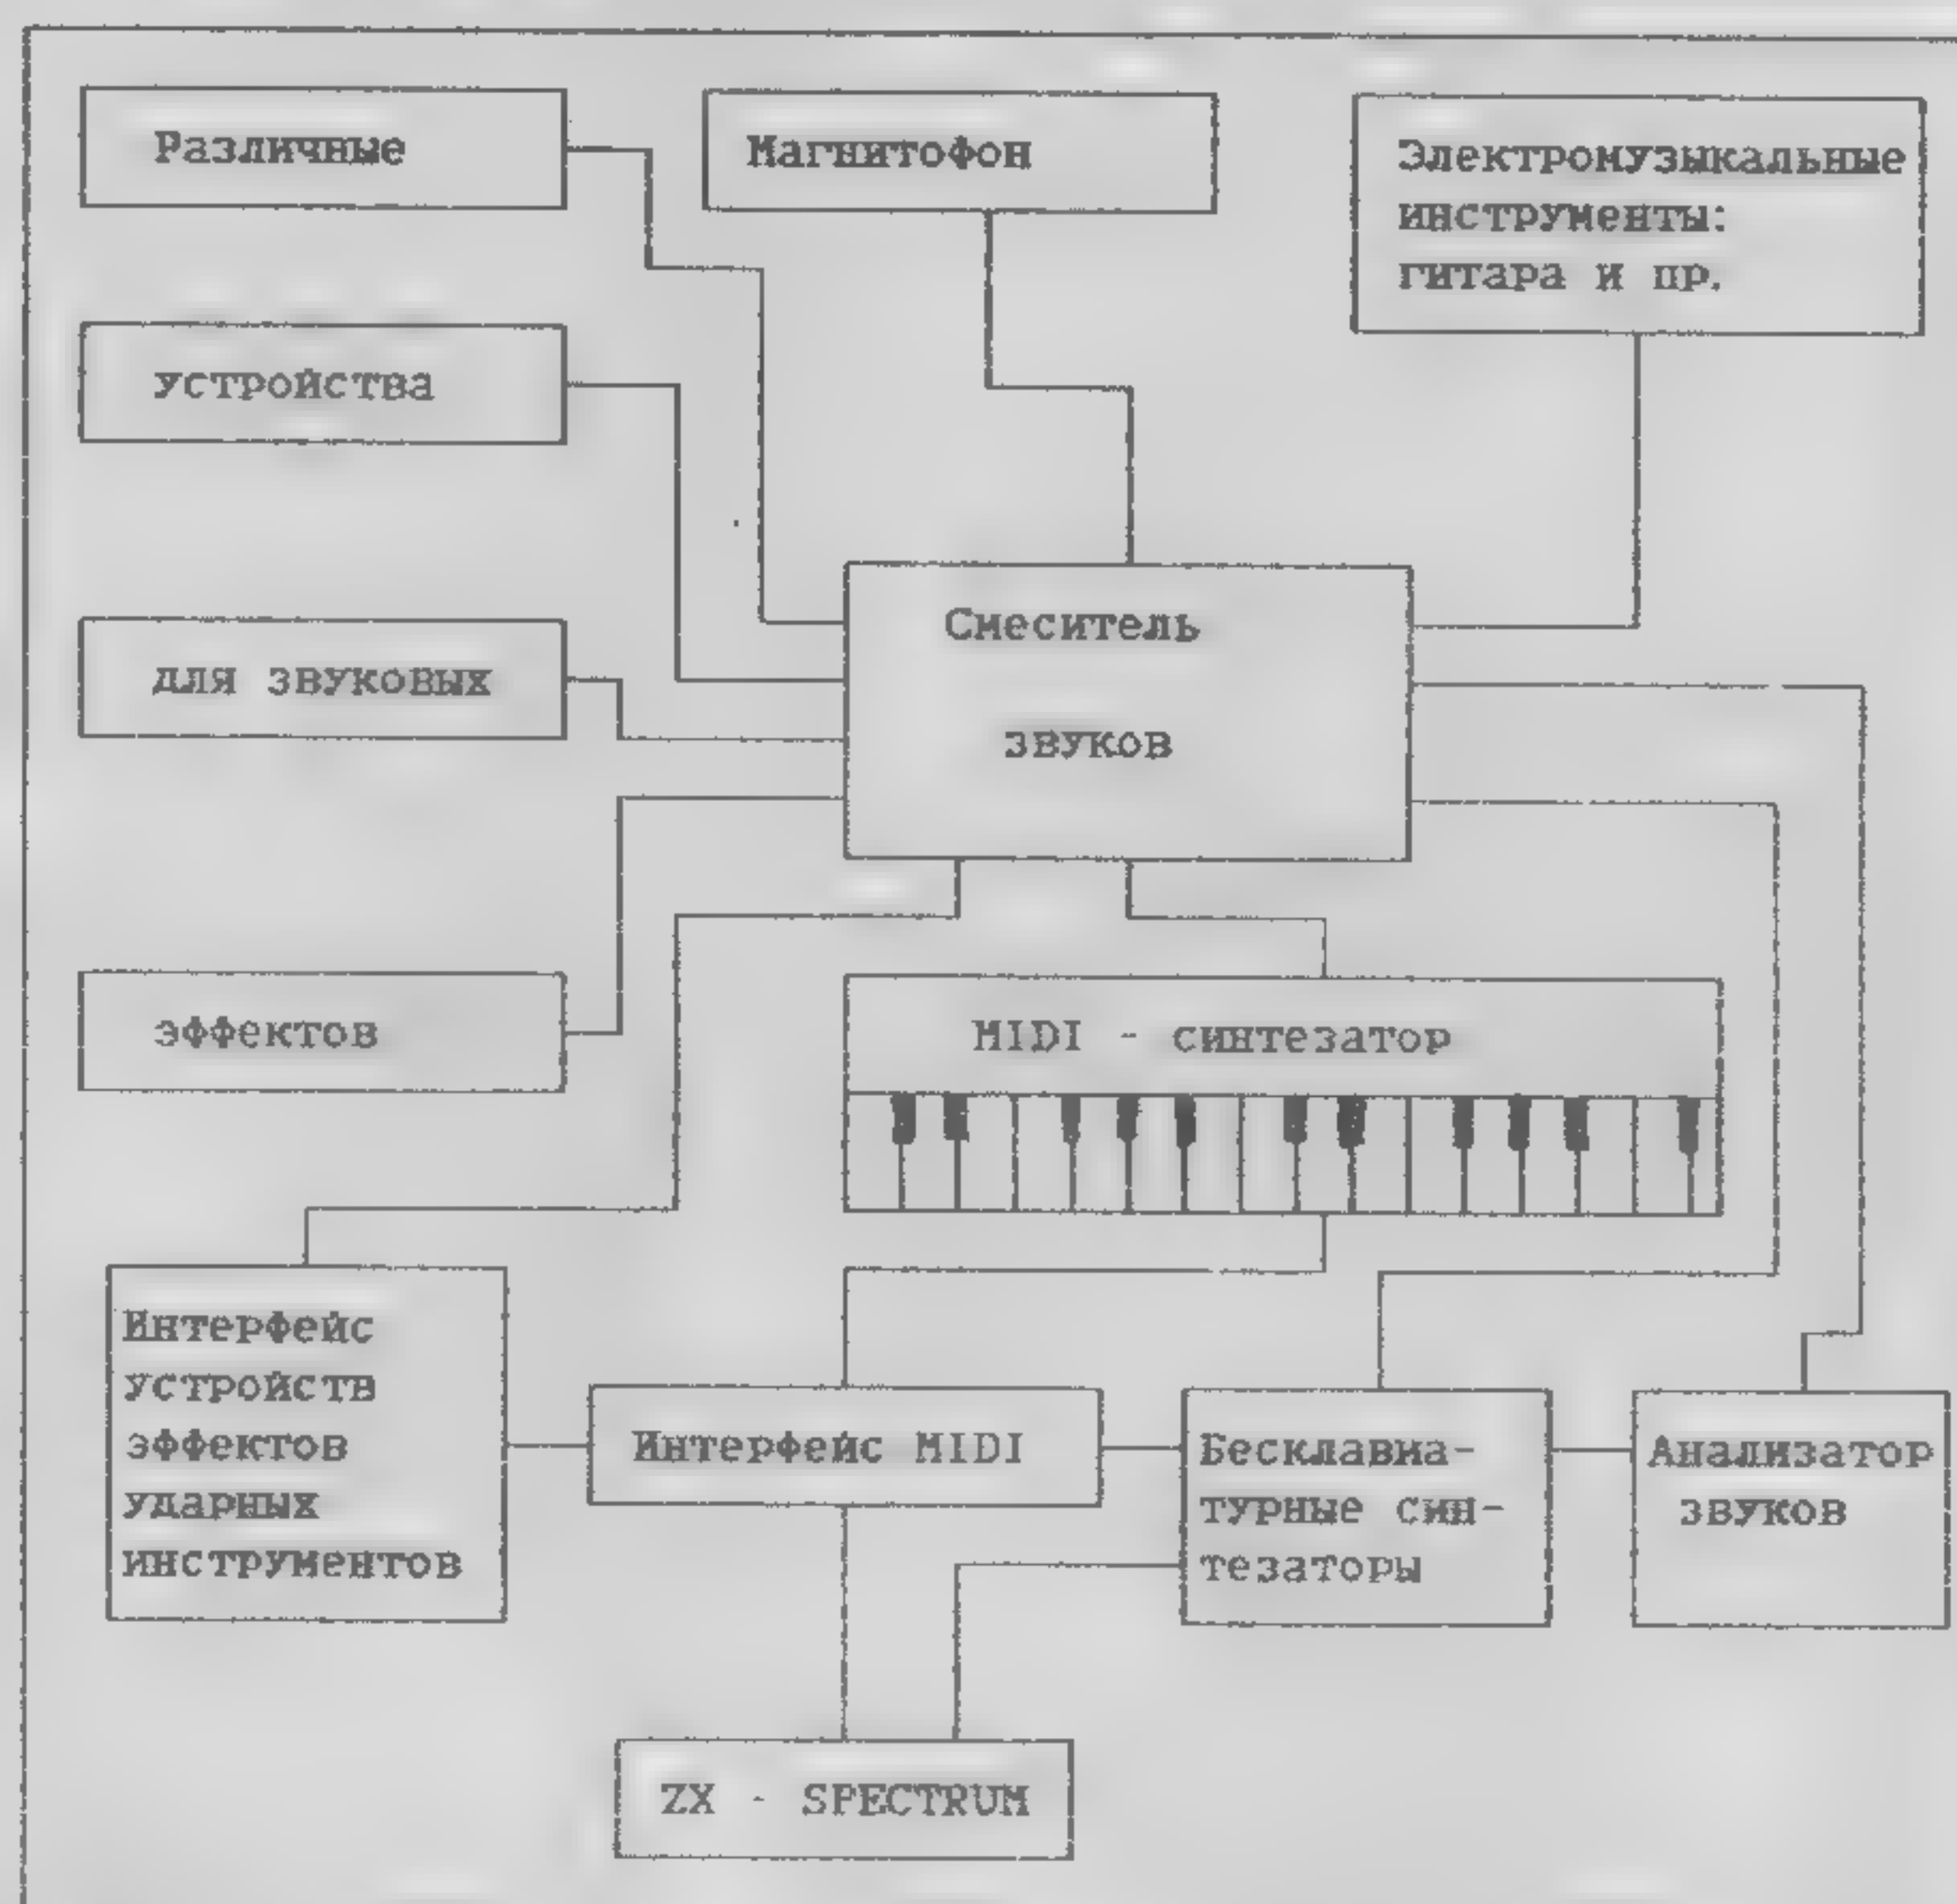 Различные
Магнитофон
Электромузыкальные
инструменты:
гитара и пр.
устройства
для звуковых
эффектов
Смеситель
звуков
MIDI - синтезатор
Интерфейс
устройств
эффектов
ударных
инструментов
Интерфейс MIDI
Бесклавиа-
турные син-
тезаторы
Анализатор
звуков
ZX - SPECTRUM